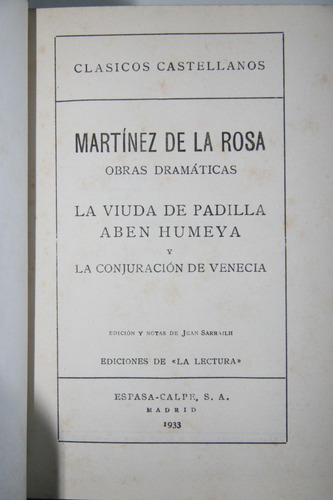 CLASICOS CASTELLANOS
MARTÍNEZ DE LA ROSA
OBRAS DRAMÁTICAS
LA VIUDA DE PADILLA
ABEN HUMEYA
Y
LA CONJURACIÓN DE VENECIA
EDICIÓN Y NOTAS DE JEAN SARRAILH
EDICIONES DE «LA LECTURA»
ESPASA-CALPE, S. A.
MADRID
1933